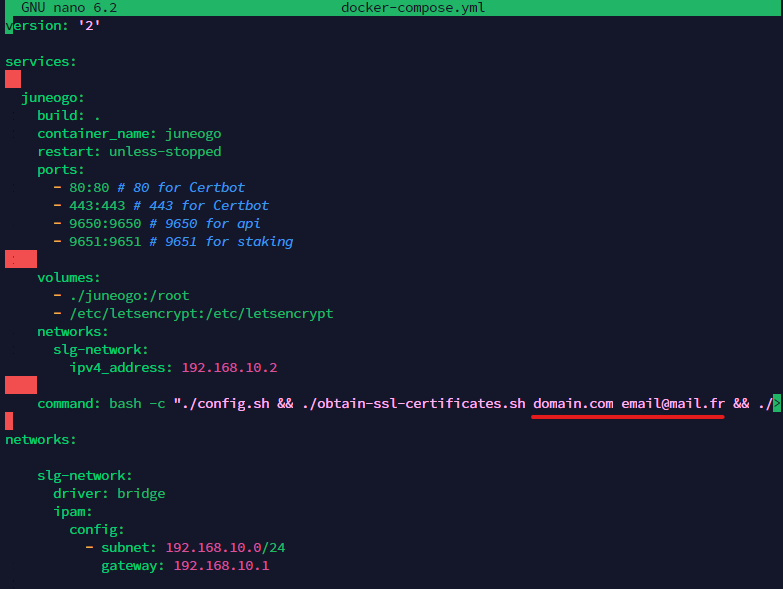 GNU nano 6.2 docker-compose.yml
version: '2'
services:
juneogo:
build: .
container_name: juneogo
restart: unless-stopped
ports:
- 80:80 # 80 for Certbot
- 443:443 # 443 for Certbot
- 9650:9650 # 9650 for api
- 9651:9651 # 9651 for staking
volumes:
- ./juneogo:/root
- /etc/letsencrypt:/etc/letsencrypt
networks:
slg-network:
ipv4_address: 192.168.10.2
command: bash -c "./config.sh && ./obtain-ssl-certificates.sh domain.com email@mail.fr && ./>
networks:
slg-network:
driver: bridge
ipam:
config:
- subnet: 192.168.10.0/24
gateway: 192.168.10.1